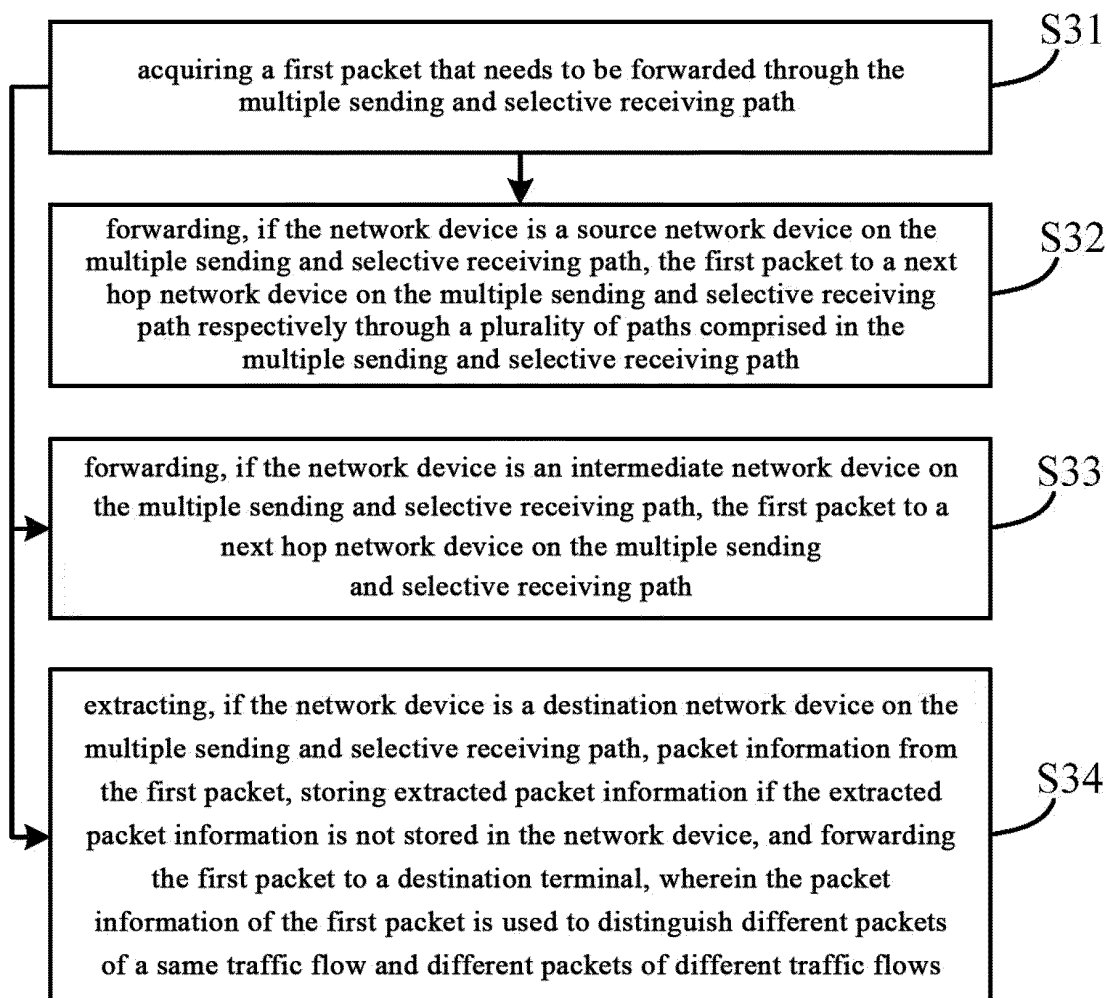 S31
acquiring a first packet that needs to be forwarded through the
multiple sending and selective receiving path
S32
forwarding, if the network device is a source network device on the
multiple sending and selective receiving path, the first packet to a next
hop network device on the multiple sending and selective receiving
path respectively through a plurality of paths comprised in the
multiple sending and selective receiving path
S33
forwarding, if the network device is an intermediate network device on
the multiple sending and selective receiving path, the first packet to a
next hop network device on the multiple sending
and selective receiving path
S34
extracting, if the network device is a destination network device on the
multiple sending and selective receiving path, packet information from
the first packet, storing extracted packet information if the extracted
packet information is not stored in the network device, and forwarding
the first packet to a destination terminal, wherein the packet
information of the first packet is used to distinguish different packets
of a same traffic flow and different packets of different traffic flows